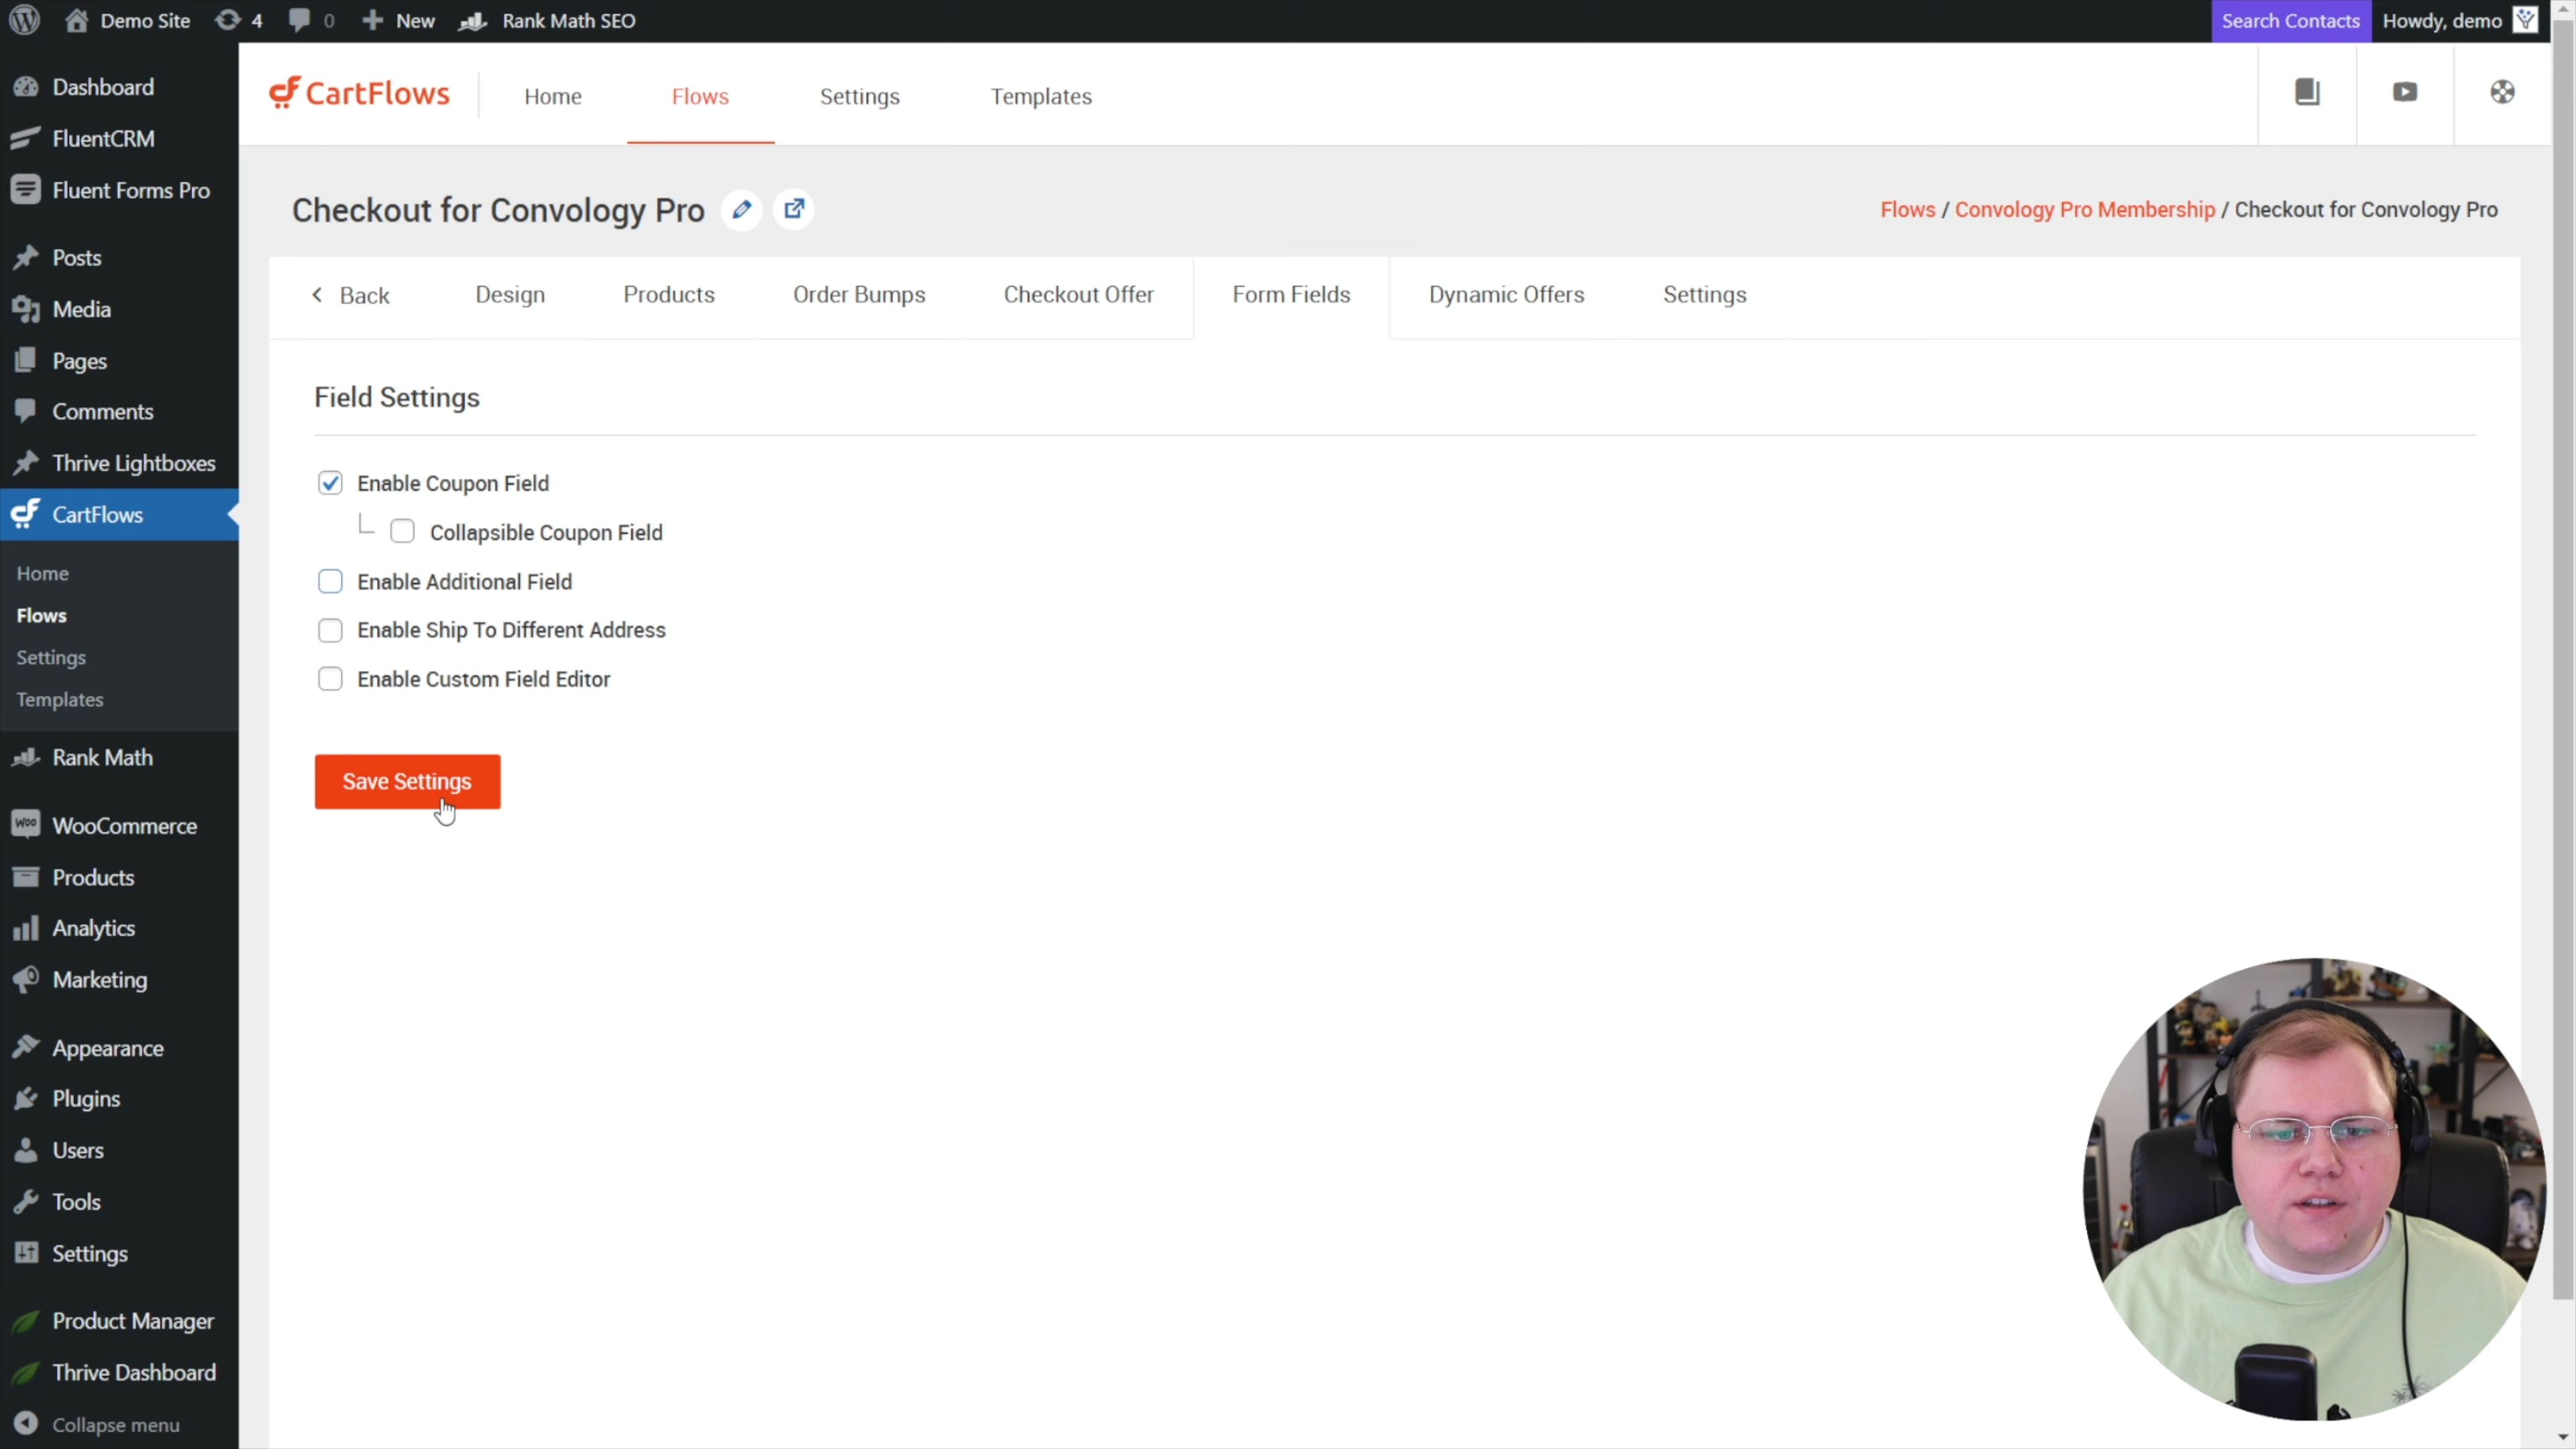 Demo Site 4 0 New Rank Math SEO Search Contacts Howdy, demo
Dashboard
FluentCRM
Fluent Forms Pro
Posts
Media
Pages
Comments
Thrive Lightboxes
CartFlows
Home
Flows
Settings
Templates
Rank Math
WooCommerce
Products
Analytics
Marketing
Appearance
Plugins
Users
Tools
Settings
Product Manager
Thrive Dashboard
Collapse menu
CartFlows Home Flows Settings Templates
Checkout for Convology Pro
Flows / Convology Pro Membership / Checkout for Convology Pro
Back Design Products Order Bumps Checkout Offer Form Fields Dynamic Offers Settings
Field Settings
Enable Coupon Field
Collapsible Coupon Field
Enable Additional Field
Enable Ship To Different Address
Enable Custom Field Editor
Save Settings